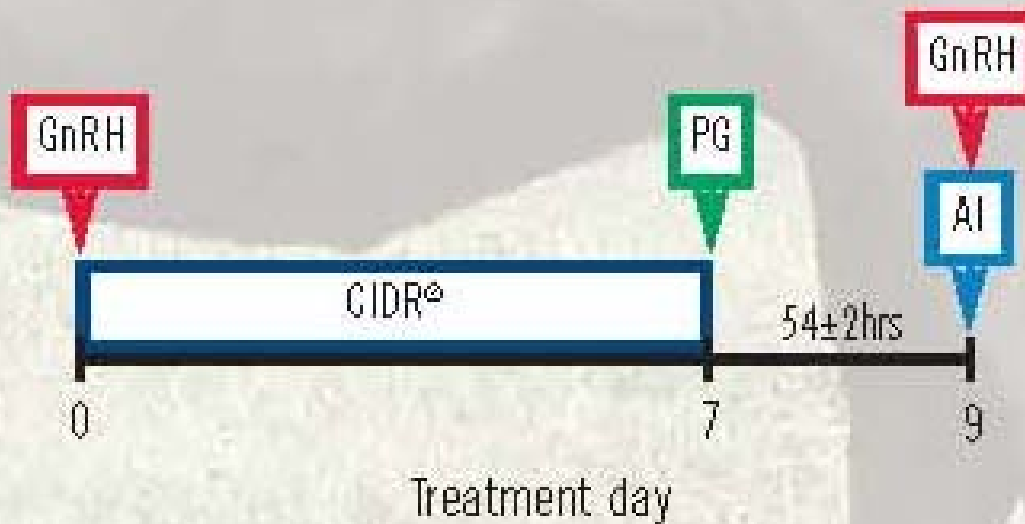 GnRH
GnRH
PG
AI
CIDR®
54±2hrs
0
7
9
Treatment day